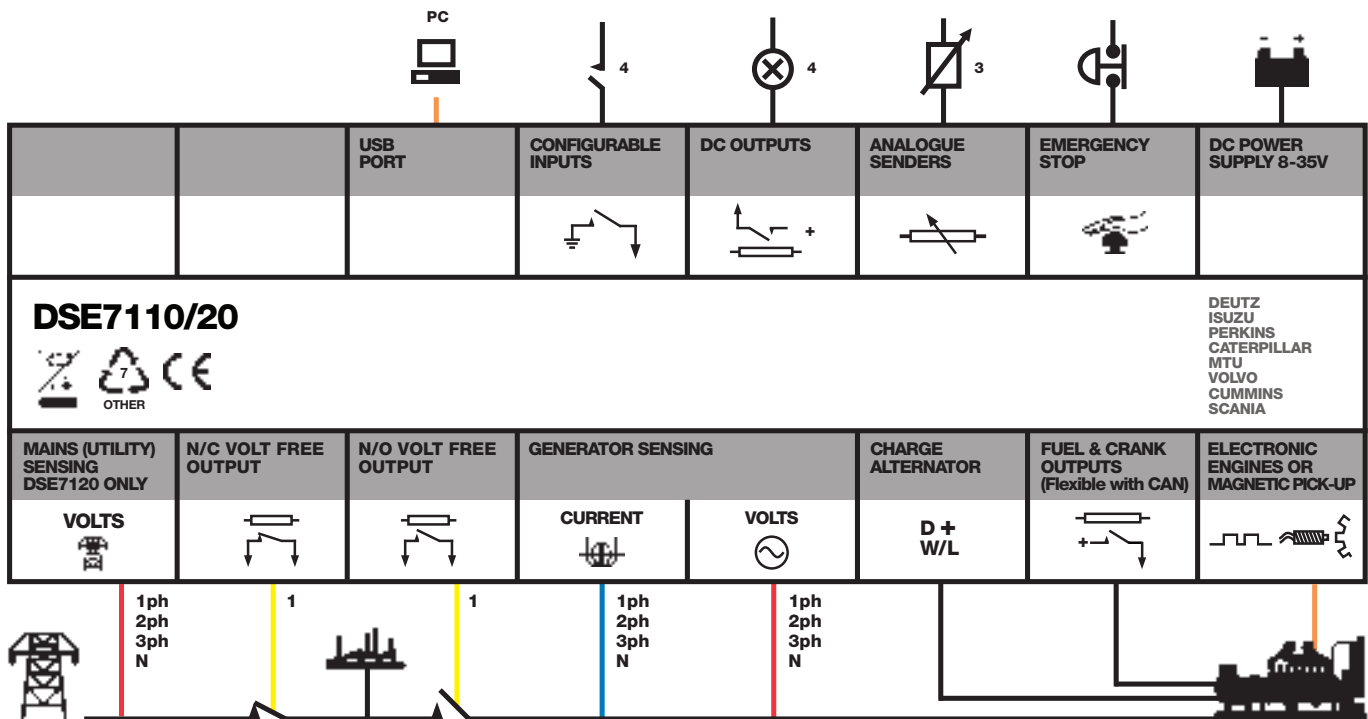 PC
4
4
3
- +
USB
PORT
CONFIGURABLE
INPUTS
DC OUTPUTS
ANALOGUE
SENDERS
EMERGENCY
STOP
DC POWER
SUPPLY 8-35V
+
DSE7110/20
7
OTHER
CE
DEUTZ
ISUZU
PERKINS
CATERPILLAR
MTU
VOLVO
CUMMINS
SCANIA
MAINS (UTILITY)
SENSING
DSE7120 ONLY
N/C VOLT FREE
OUTPUT
N/O VOLT FREE
OUTPUT
GENERATOR SENSING
CHARGE
ALTERNATOR
FUEL & CRANK
OUTPUTS
(Flexible with CAN)
ELECTRONIC
ENGINES OR
MAGNETIC PICK-UP
VOLTS
CURRENT
VOLTS
D+
W/L
+
1ph
2ph
3ph
N
1
1
1ph
2ph
3ph
N
1ph
2ph
3ph
N